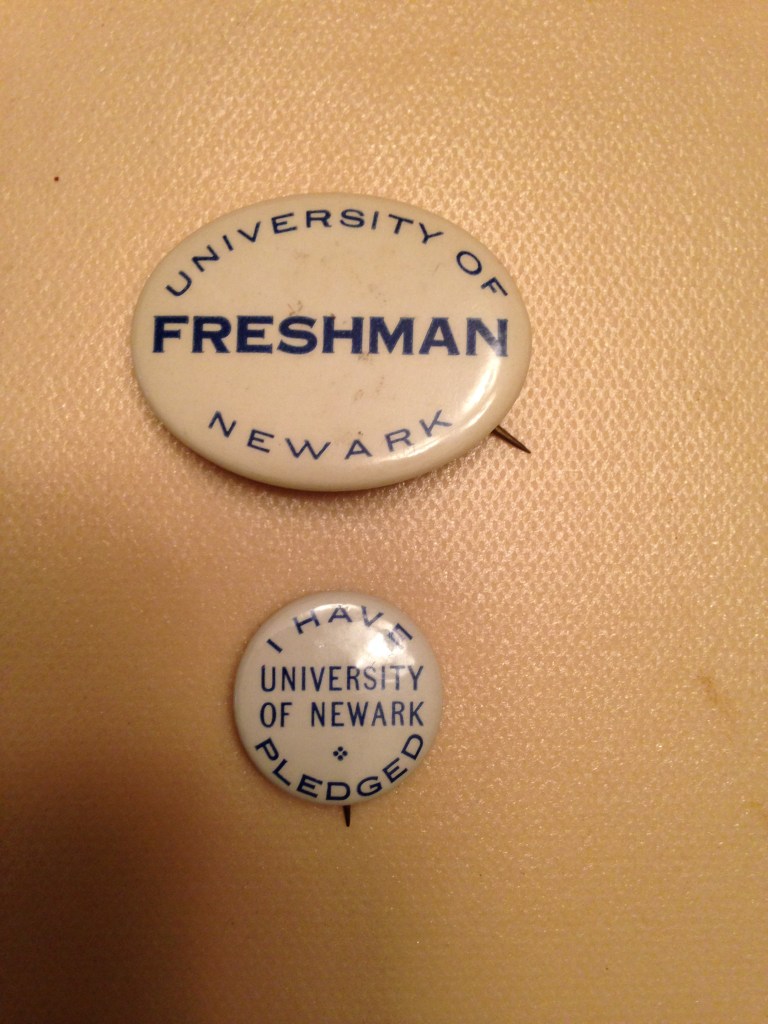 UNIVERSITY OF
FRESHMAN
NEWARK
I HAVE
UNIVERSITY
OF NEWARK
PLEDGED